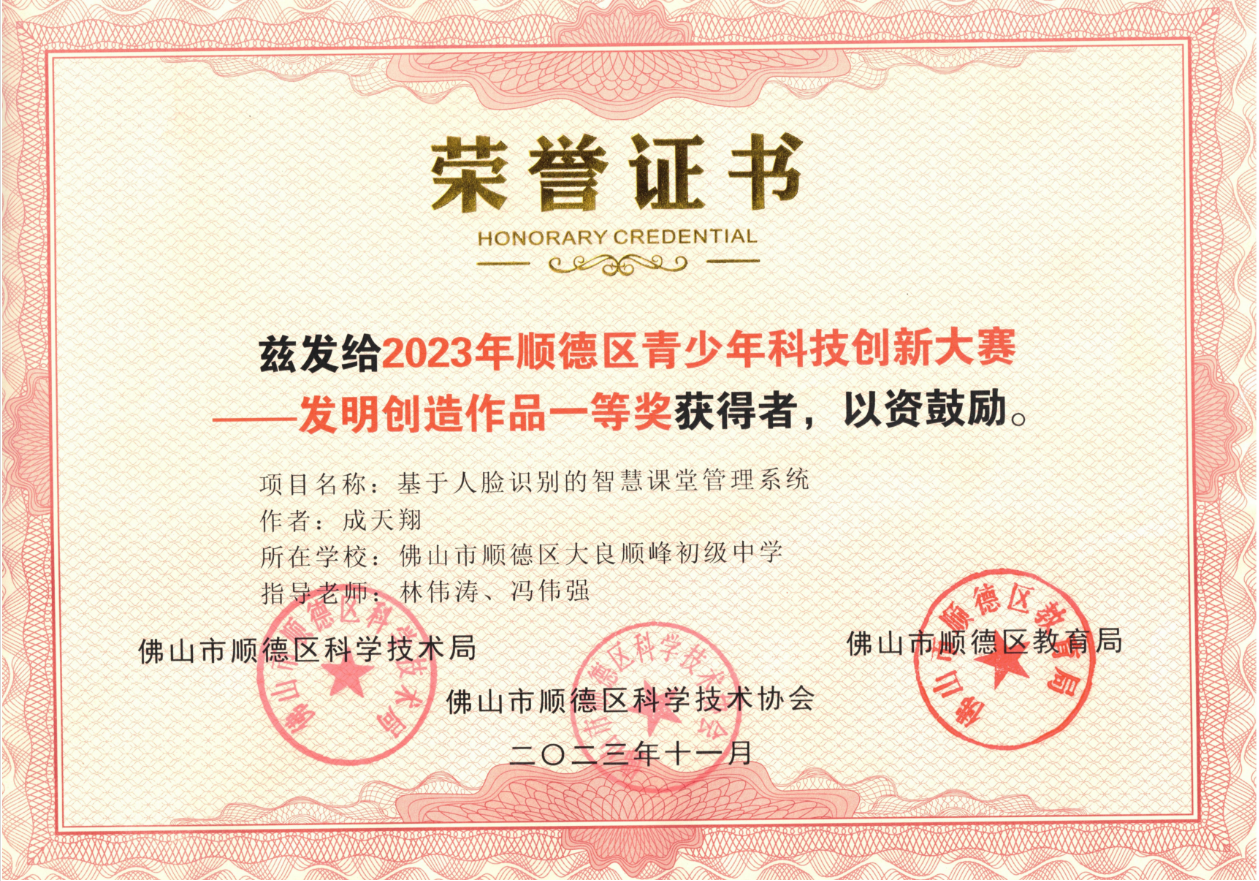 荣誉证书
HONORARY CREDENTIAL
兹发给2023年顺德区青少年科技创新大赛
——发明创造作品一等奖获得者，以资鼓励。
项目名称：基于人脸识别的智慧课堂管理系统
作者：成天翔
所在学校：佛山市顺德区大良顺峰初级中学
指导老师：林伟涛、冯伟强
佛山市顺德区科学技术局
佛山市顺德区教育局
佛山市顺德区科学技术协会
二〇二三年十一月
佛山市顺德区科学技术局
佛山市顺德区科学技术协会
佛山市顺德区教育局